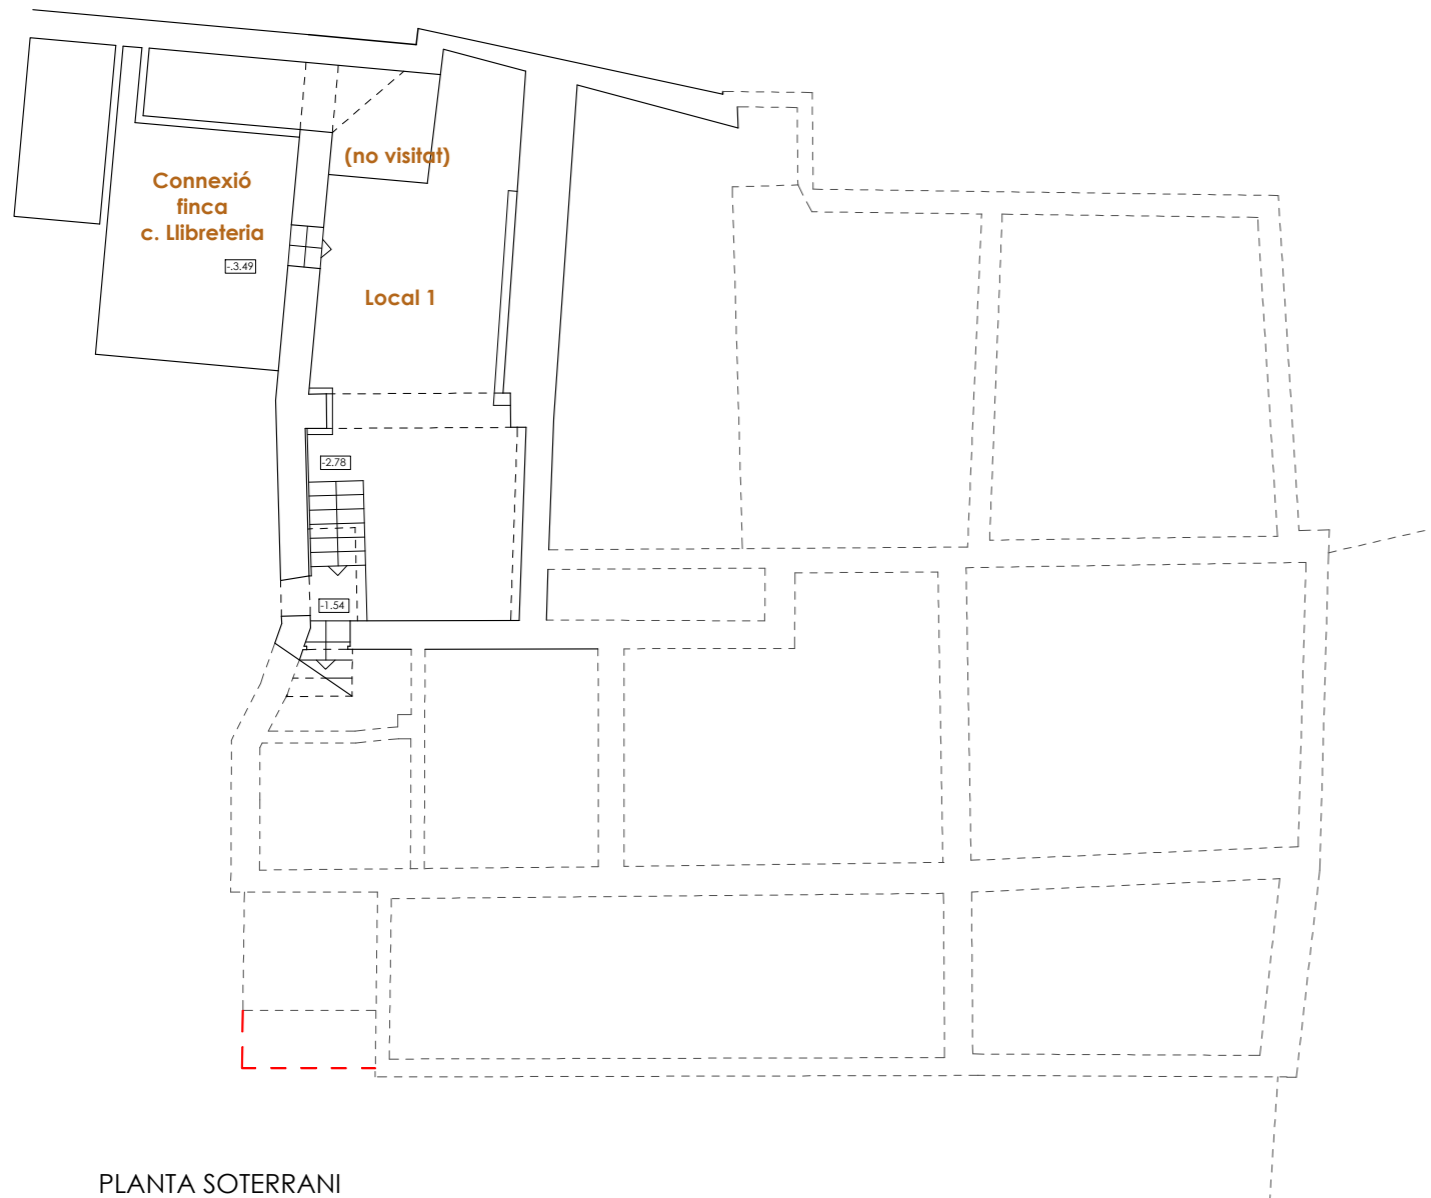 (no visitat)
Connexió
finca
c. Llibreteria
-.3.49
Local 1
-2.78
-1.54
PLANTA SOTERRANI